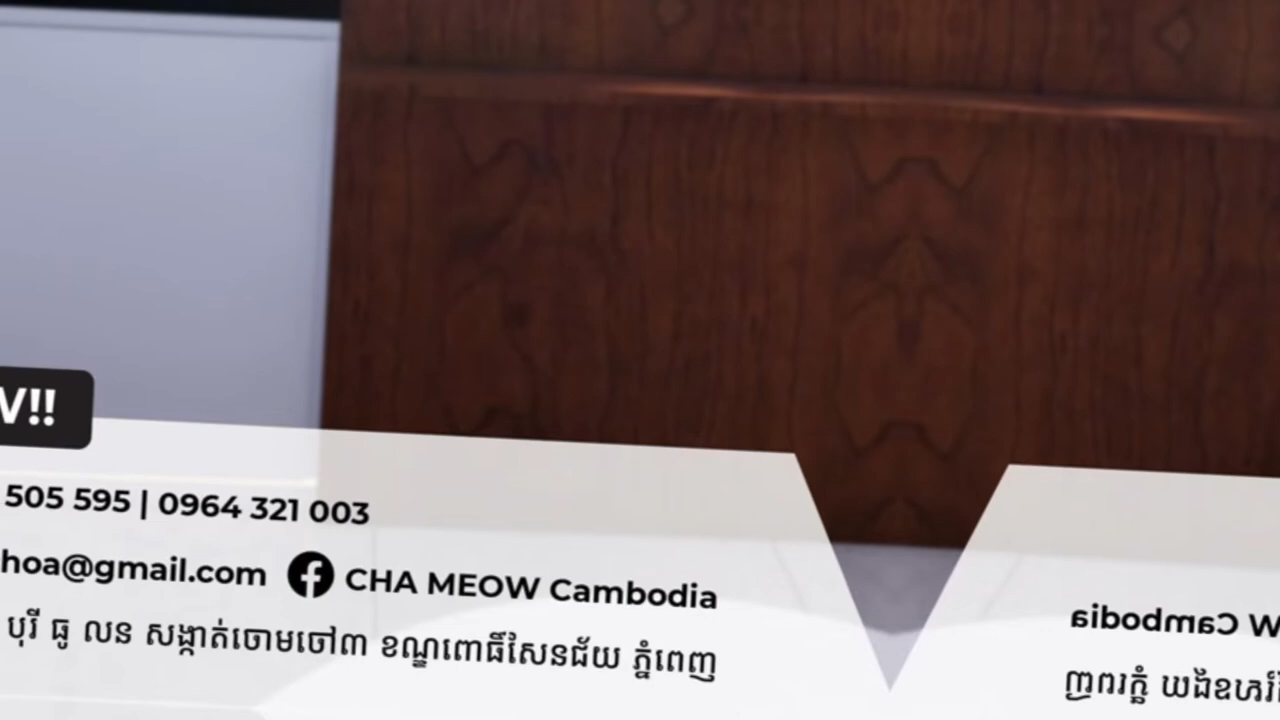 V!!
505 595 | 0964 321 003
hoa@gmail.com CHA MEOW Cambodia
បុរី ធូ លន សង្កាត់ចោមចៅ៣ ខណ្ឌពោធិ៍សែនជ័យ ភ្នំពេញ